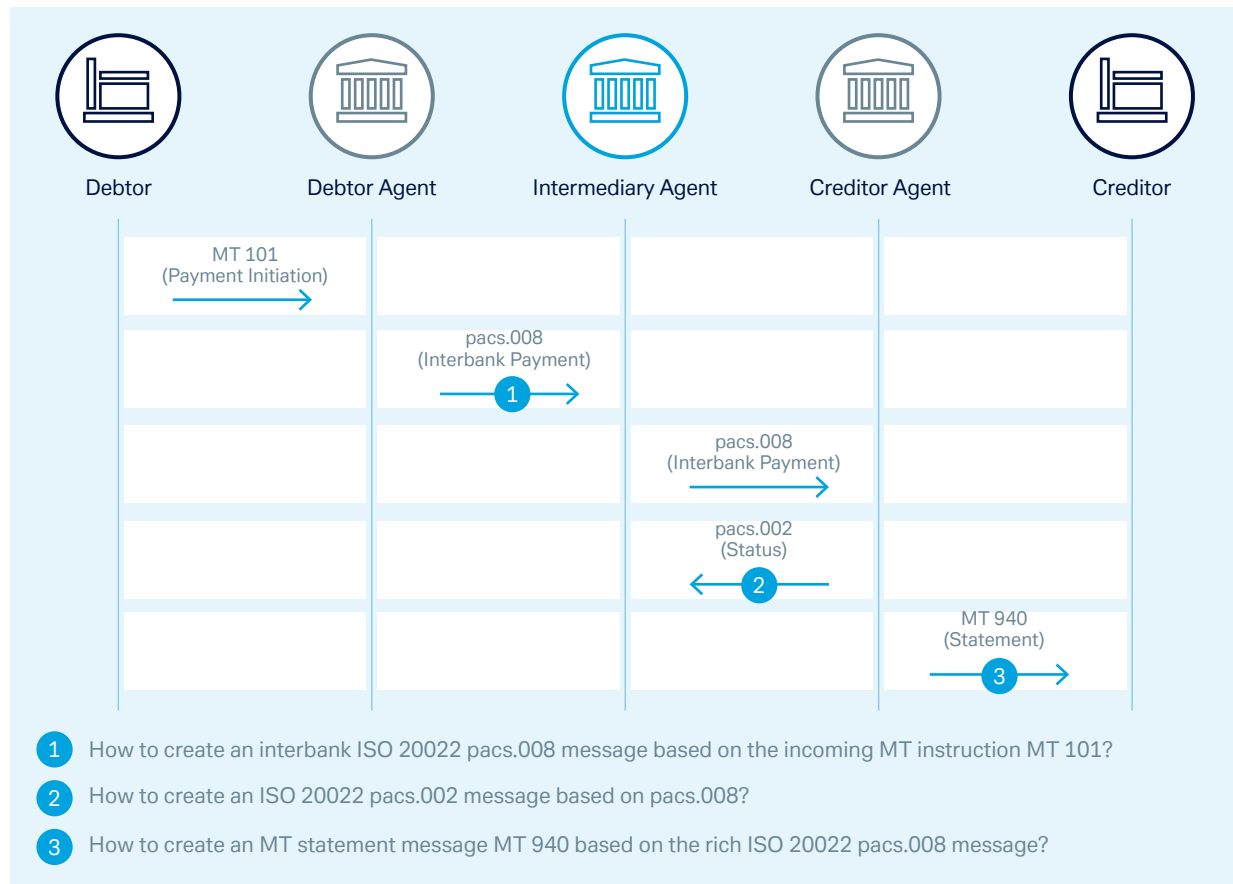 Debtor
Debtor Agent
Intermediary Agent
Creditor Agent
Creditor
MT 101
(Payment Initiation)
pacs.008
(Interbank Payment)
1
pacs.008
(Interbank Payment)
pacs.002
(Status)
2
MT 940
(Statement)
3
1 How to create an interbank ISO 20022 pacs.008 message based on the incoming MT instruction MT 101?
2 How to create an ISO 20022 pacs.002 message based on pacs.008?
3 How to create an MT statement message MT 940 based on the rich ISO 20022 pacs.008 message?